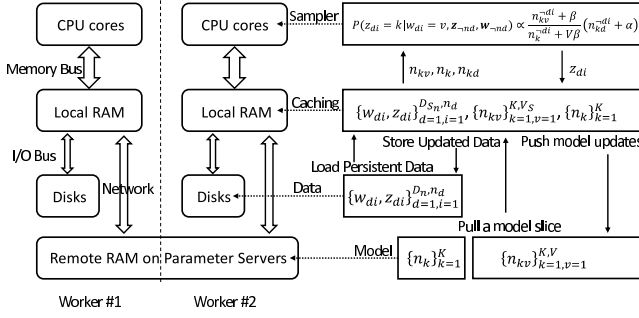 CPU cores
CPU cores
Sampler
P(z_{di} = k|w_{di} = v, z_{¬nd}, w_{¬nd}) ∝ \frac{n_{kv}^{¬di} + β}{n_k^{¬di} + Vβ}(n_{kd}^{¬di} + α)
Memory Bus
n_{kv}, n_k, n_{kd}
z_{di}
Local RAM
Local RAM
Caching
{w_{di}, z_{di}}_{d=1,i=1}^{D_{S_n},n_d}, {n_{kv}}_{k=1,v=1}^{K,V_S}, {n_k}_{k=1}^{K}
Store Updated Data
Push model updates
I/O Bus
Load Persistent Data
Disks
Network
Disks
Data
{w_{di}, z_{di}}_{d=1,i=1}^{D_n,n_d}
Pull a model slice
Remote RAM on Parameter Servers
Model
{n_k}_{k=1}^{K}
{n_{kv}}_{k=1,v=1}^{K,V}
Worker #1
Worker #2